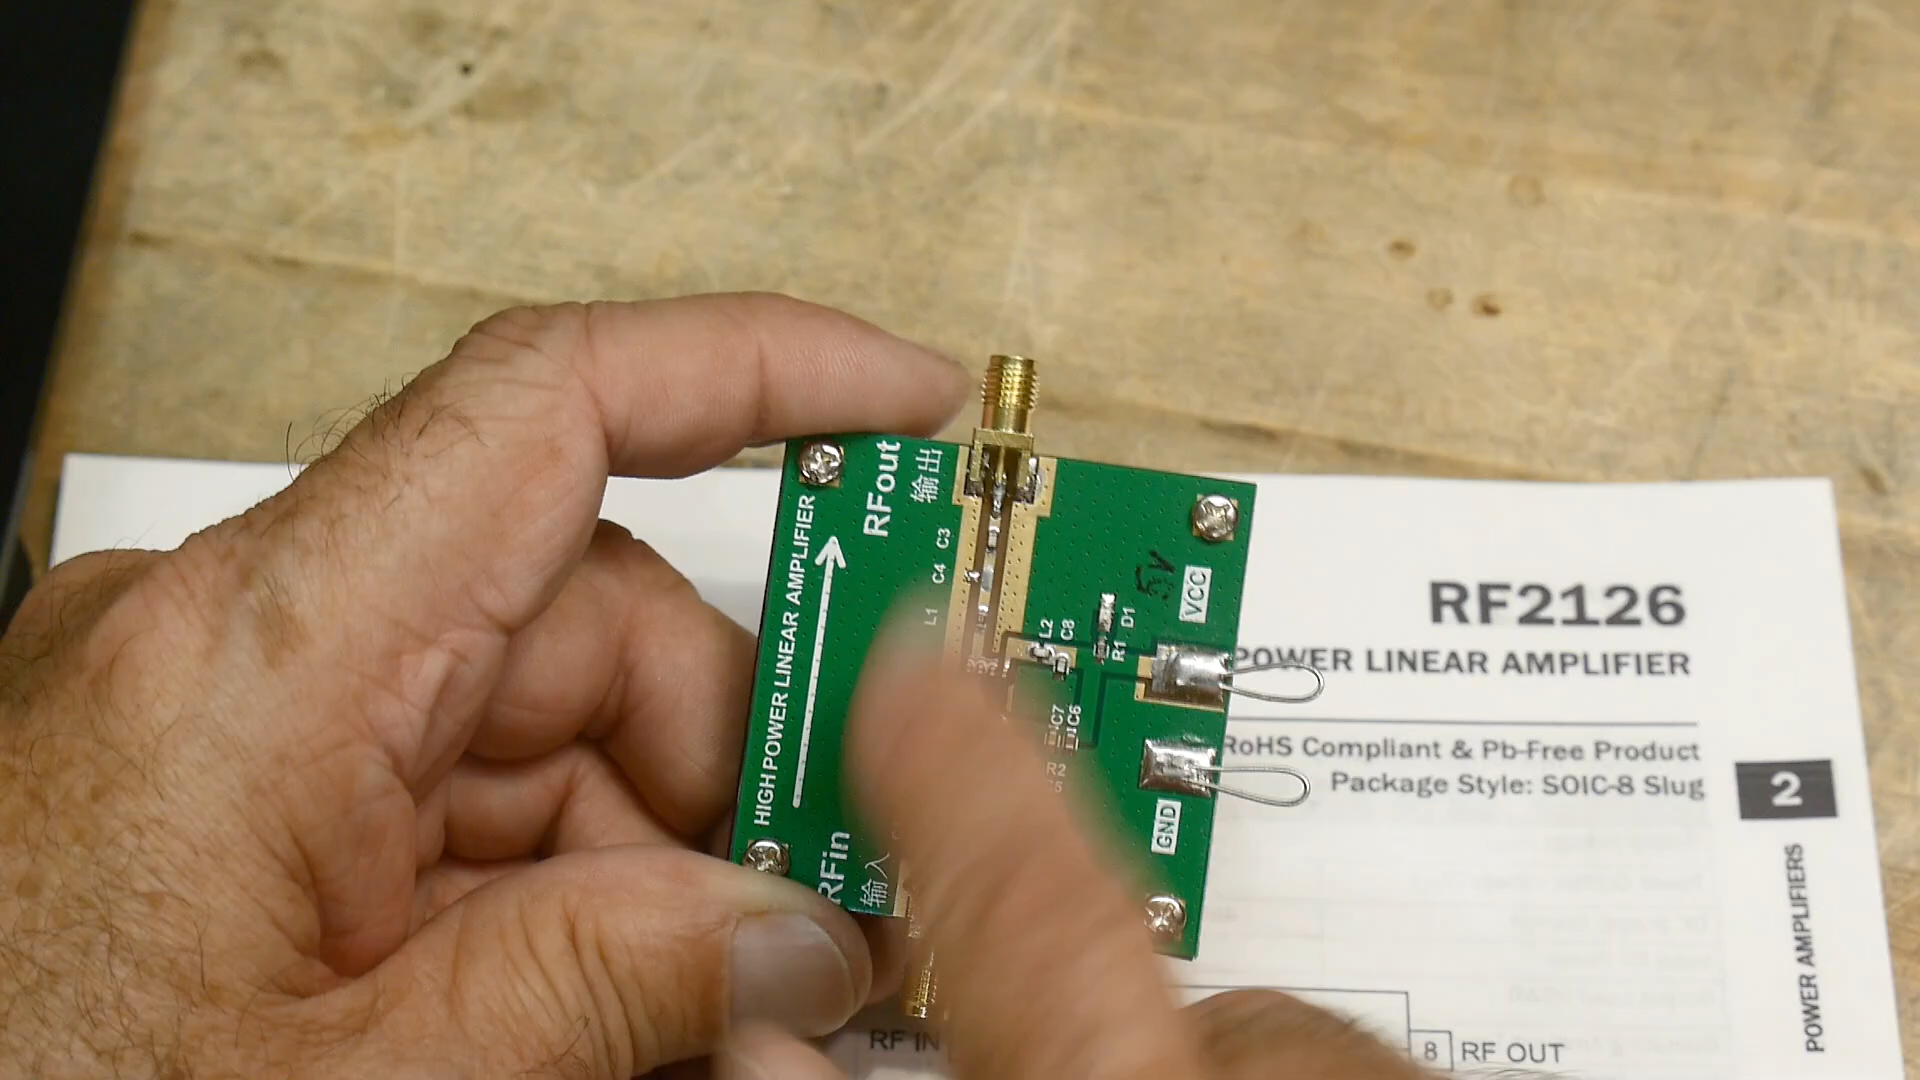 HIGH POWER LINEAR AMPLIFIER
RFout
输出
C3
C4
L1
L2
C8
D1
R1
5V
VCC
C7
C6
R2
GND
RFin
输入
RF2126
POWER LINEAR AMPLIFIER
RoHS Compliant & Pb-Free Product
Package Style: SOIC-8 Slug
2
POWER AMPLIFIERS
RF IN
8 RF OUT